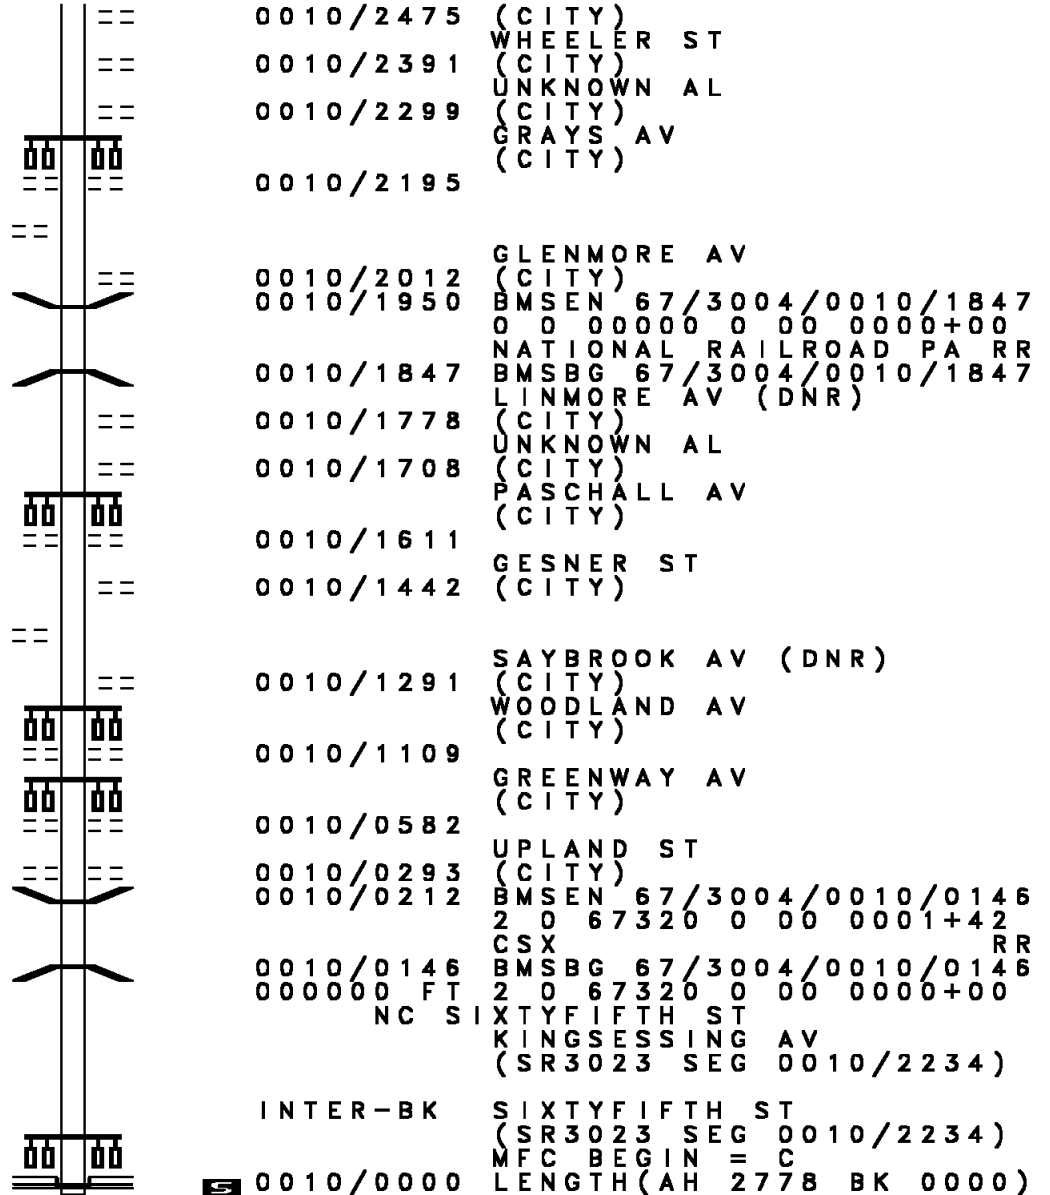 0010/2475 (CITY)
WHEELER ST
0010/2391 (CITY)
UNKNOWN AL
0010/2299 (CITY)
GRAYS AV
(CITY)
0010/2195
GLENMORE AV
0010/2012 (CITY)
0010/1950 BMSEN 67/3004/0010/1847
0 0 00000 0 00 0000+00
NATIONAL RAILROAD PA RR
0010/1847 BMSBG 67/3004/0010/1847
LINMORE AV (DNR)
0010/1778 (CITY)
UNKNOWN AL
0010/1708 (CITY)
PASCHALL AV
(CITY)
0010/1611
GESNER ST
0010/1442 (CITY)
SAYBROOK AV (DNR)
0010/1291 (CITY)
WOODLAND AV
(CITY)
0010/1109
GREENWAY AV
(CITY)
0010/0582
UPLAND ST
0010/0293 (CITY)
0010/0212 BMSEN 67/3004/0010/0146
2 0 67320 0 00 0001+42
CSX RR
0010/0146 BMSBG 67/3004/0010/0146
000000 FT 2 0 67320 0 00 0000+00
NC SIXTYFIFTH ST
KINGSESSING AV
(SR3023 SEG 0010/2234)
INTER-BK SIXTYFIFTH ST
(SR3023 SEG 0010/2234)
MFC BEGIN = C
S 0010/0000 LENGTH(AH 2778 BK 0000)